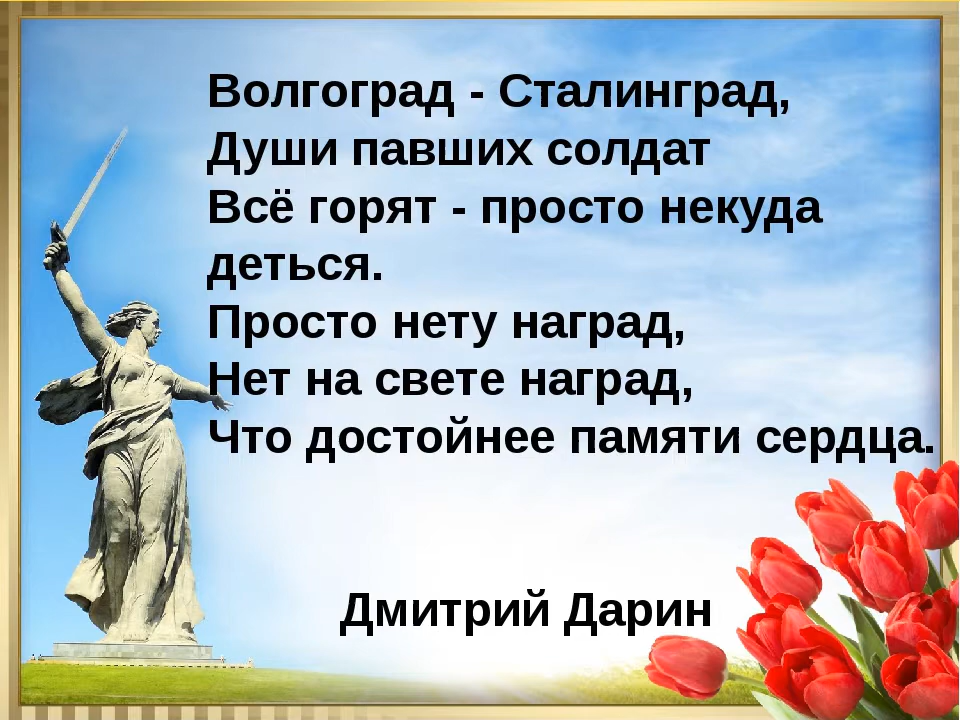 Волгоград - Сталинград,
Души павших солдат
Всё горят - просто некуда
деться.
Просто нету наград,
Нет на свете наград,
Что достойнее памяти сердца.
Дмитрий Дарин